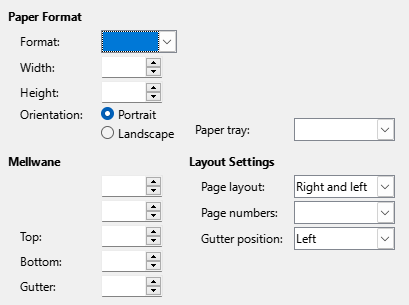 Paper Format
Format:
Width:
Height:
Orientation: Portrait
Landscape
Paper tray:
Mellwane
Top:
Bottom:
Gutter:
Layout Settings
Page layout: Right and left
Page numbers:
Gutter position: Left